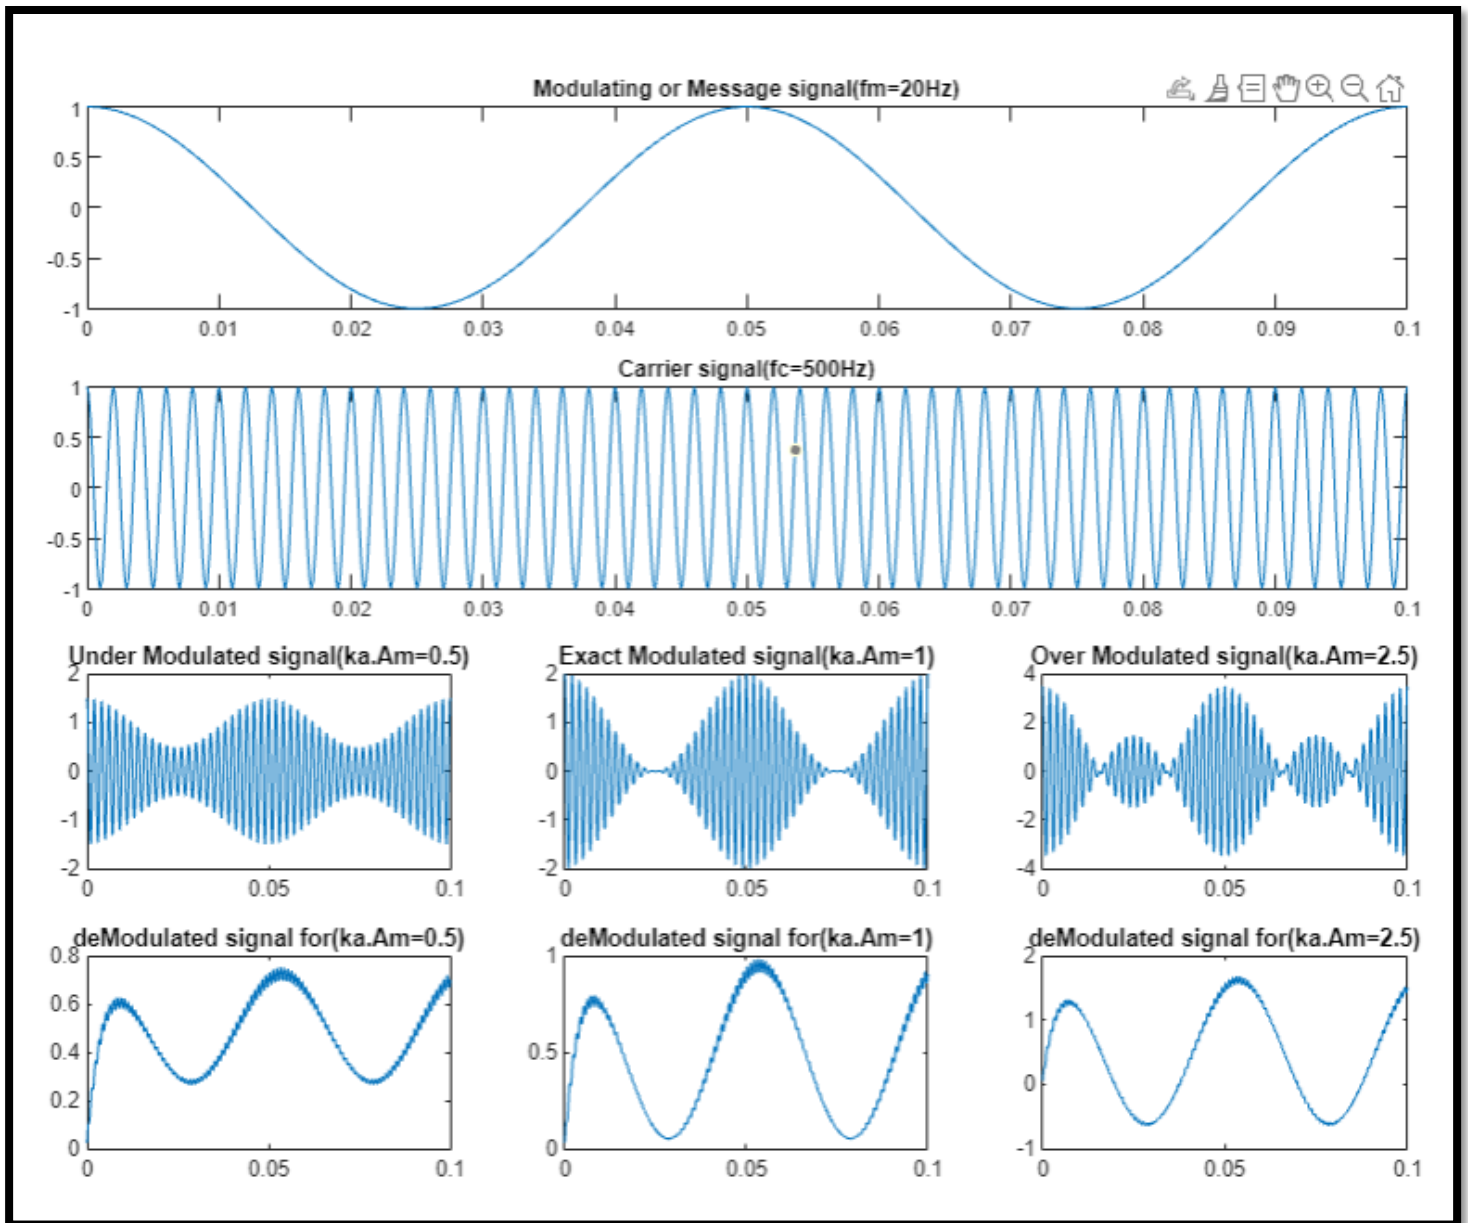 Modulating or Message signal(fm=20Hz)
1
0.5
0
-0.5
-1
0 0.01 0.02 0.03 0.04 0.05 0.06 0.07 0.08 0.09 0.1
Carrier signal(fc=500Hz)
1
0.5
0
-0.5
-1
0 0.01 0.02 0.03 0.04 0.05 0.06 0.07 0.08 0.09 0.1
Under Modulated signal(ka.Am=0.5)
2
1
0
-1
-2
0 0.05 0.1
Exact Modulated signal(ka.Am=1)
2
1
0
-1
-2
0 0.05 0.1
Over Modulated signal(ka.Am=2.5)
4
2
0
-2
-4
0 0.05 0.1
deModulated signal for(ka.Am=0.5)
0.8
0.6
0.4
0.2
0
0 0.05 0.1
deModulated signal for(ka.Am=1)
1
0.5
0
0 0.05 0.1
deModulated signal for(ka.Am=2.5)
2
1
0
-1
0 0.05 0.1